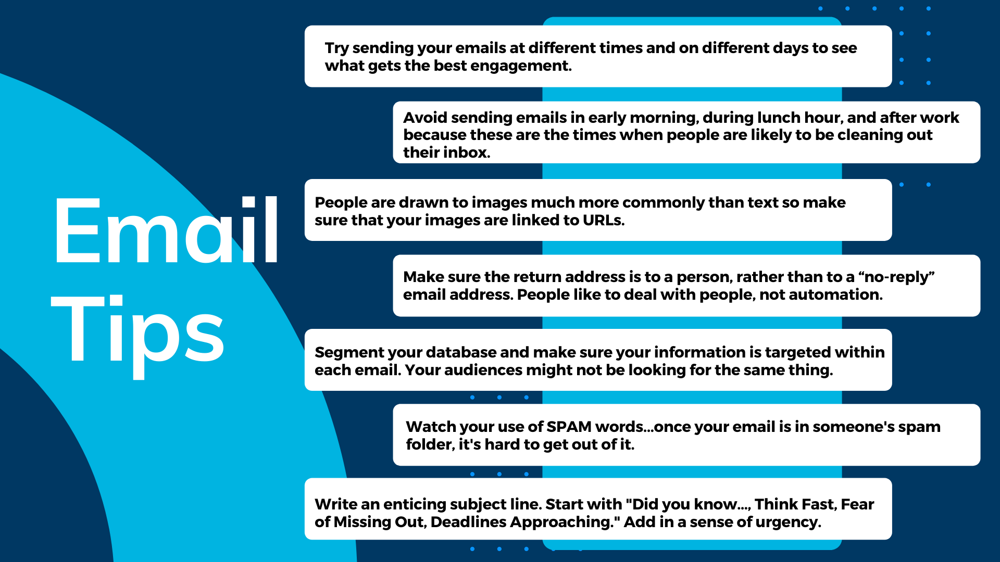 Email
Tips
Try sending your emails at different times and on different days to see
what gets the best engagement.
Avoid sending emails in early morning, during lunch hour, and after work
because these are the times when people are likely to be cleaning out
their inbox.
People are drawn to images much more commonly than text so make
sure that your images are linked to URLs.
Make sure the return address is to a person, rather than to a “no-reply”
email address. People like to deal with people, not automation.
Segment your database and make sure your information is targeted within
each email. Your audiences might not be looking for the same thing.
Watch your use of SPAM words...once your email is in someone's spam
folder, it's hard to get out of it.
Write an enticing subject line. Start with "Did you know..., Think Fast, Fear
of Missing Out, Deadlines Approaching." Add in a sense of urgency.